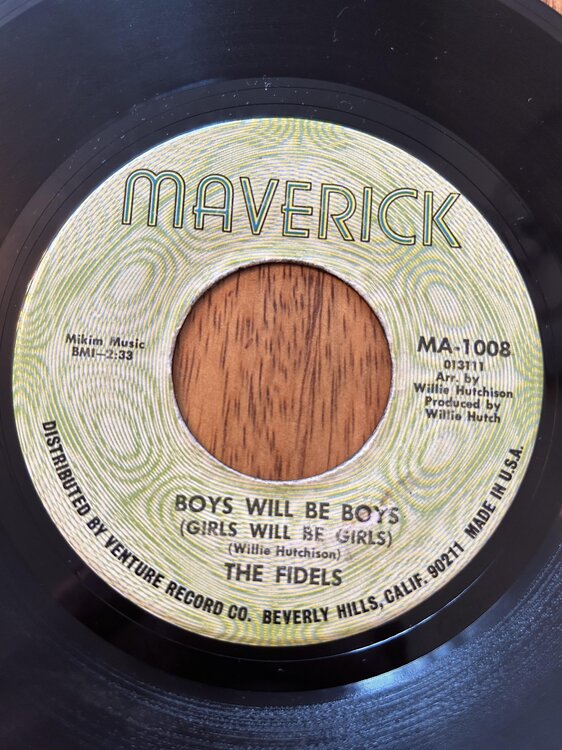 MAVERICK
Mikim Music
BMI-2:33
MA-1008
013111
Arr. by
Willie Hutchison
Produced by
Willie Hutch
BOYS WILL BE BOYS
(GIRLS WILL BE GIRLS)
(Willie Hutchison)
THE FIDELS
DISTRIBUTED BY VENTURE RECORD CO. BEVERLY HILLS, CALIF. 90211 MADE IN U.S.A.